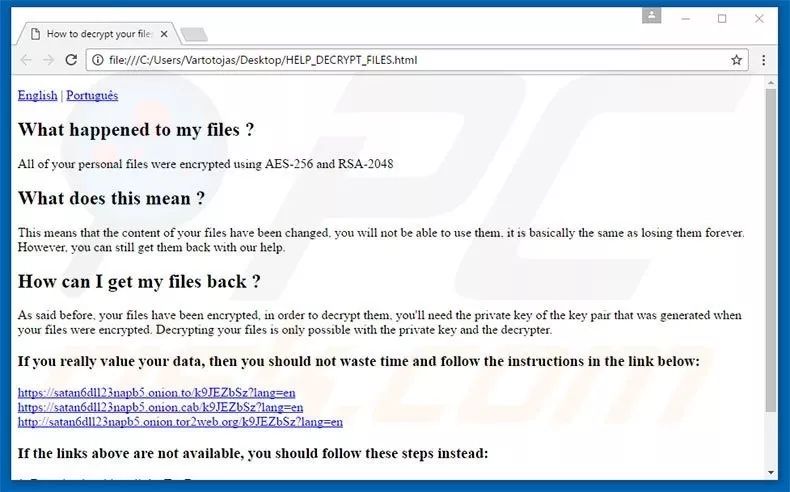 How to decrypt your file
file:///C:/Users/Vartotojas/Desktop/HELP_DECRYPT_FILES.html
English | Português
What happened to my files ?
All of your personal files were encrypted using AES-256 and RSA-2048
What does this mean ?
This means that the content of your files have been changed, you will not be able to use them. it is basically the same as losing them forever.
However, you can still get them back with our help.
How can I get my files back ?
As said before, your files have been encrypted, in order to decrypt them, you'll need the private key of the key pair that was generated when
your files were encrypted. Decrypting your files is only possible with the private key and the decrypter.
If you really value your data, then you should not waste time and follow the instructions in the link below:
https://satan6dll23napb5.onion.to/k9JEZbSz?lang=en
https://satan6dll23napb5.onion.cab/k9JEZbSz?lang=en
http://satan6dll23napb5.onion.tor2web.org/k9JEZbSz?lang=en
If the links above are not available, you should follow these steps instead: